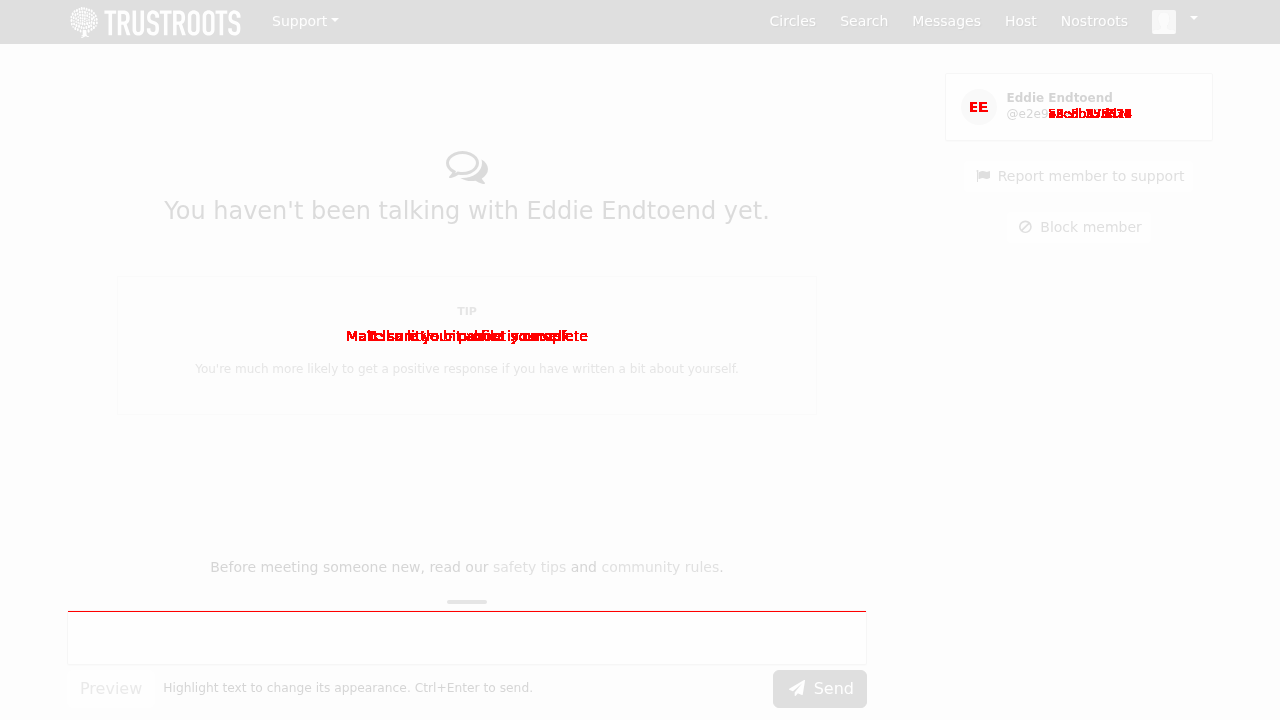 TRUSTROOTS Support Circles Search Messages Host Nostroots
EE Eddie Endtoend
@e2e9
Report member to support
Block member
You haven't been talking with Eddie Endtoend yet.
TIP
You're much more likely to get a positive response if you have written a bit about yourself.
Before meeting someone new, read our safety tips and community rules.
Preview Highlight text to change its appearance. Ctrl+Enter to send. Send